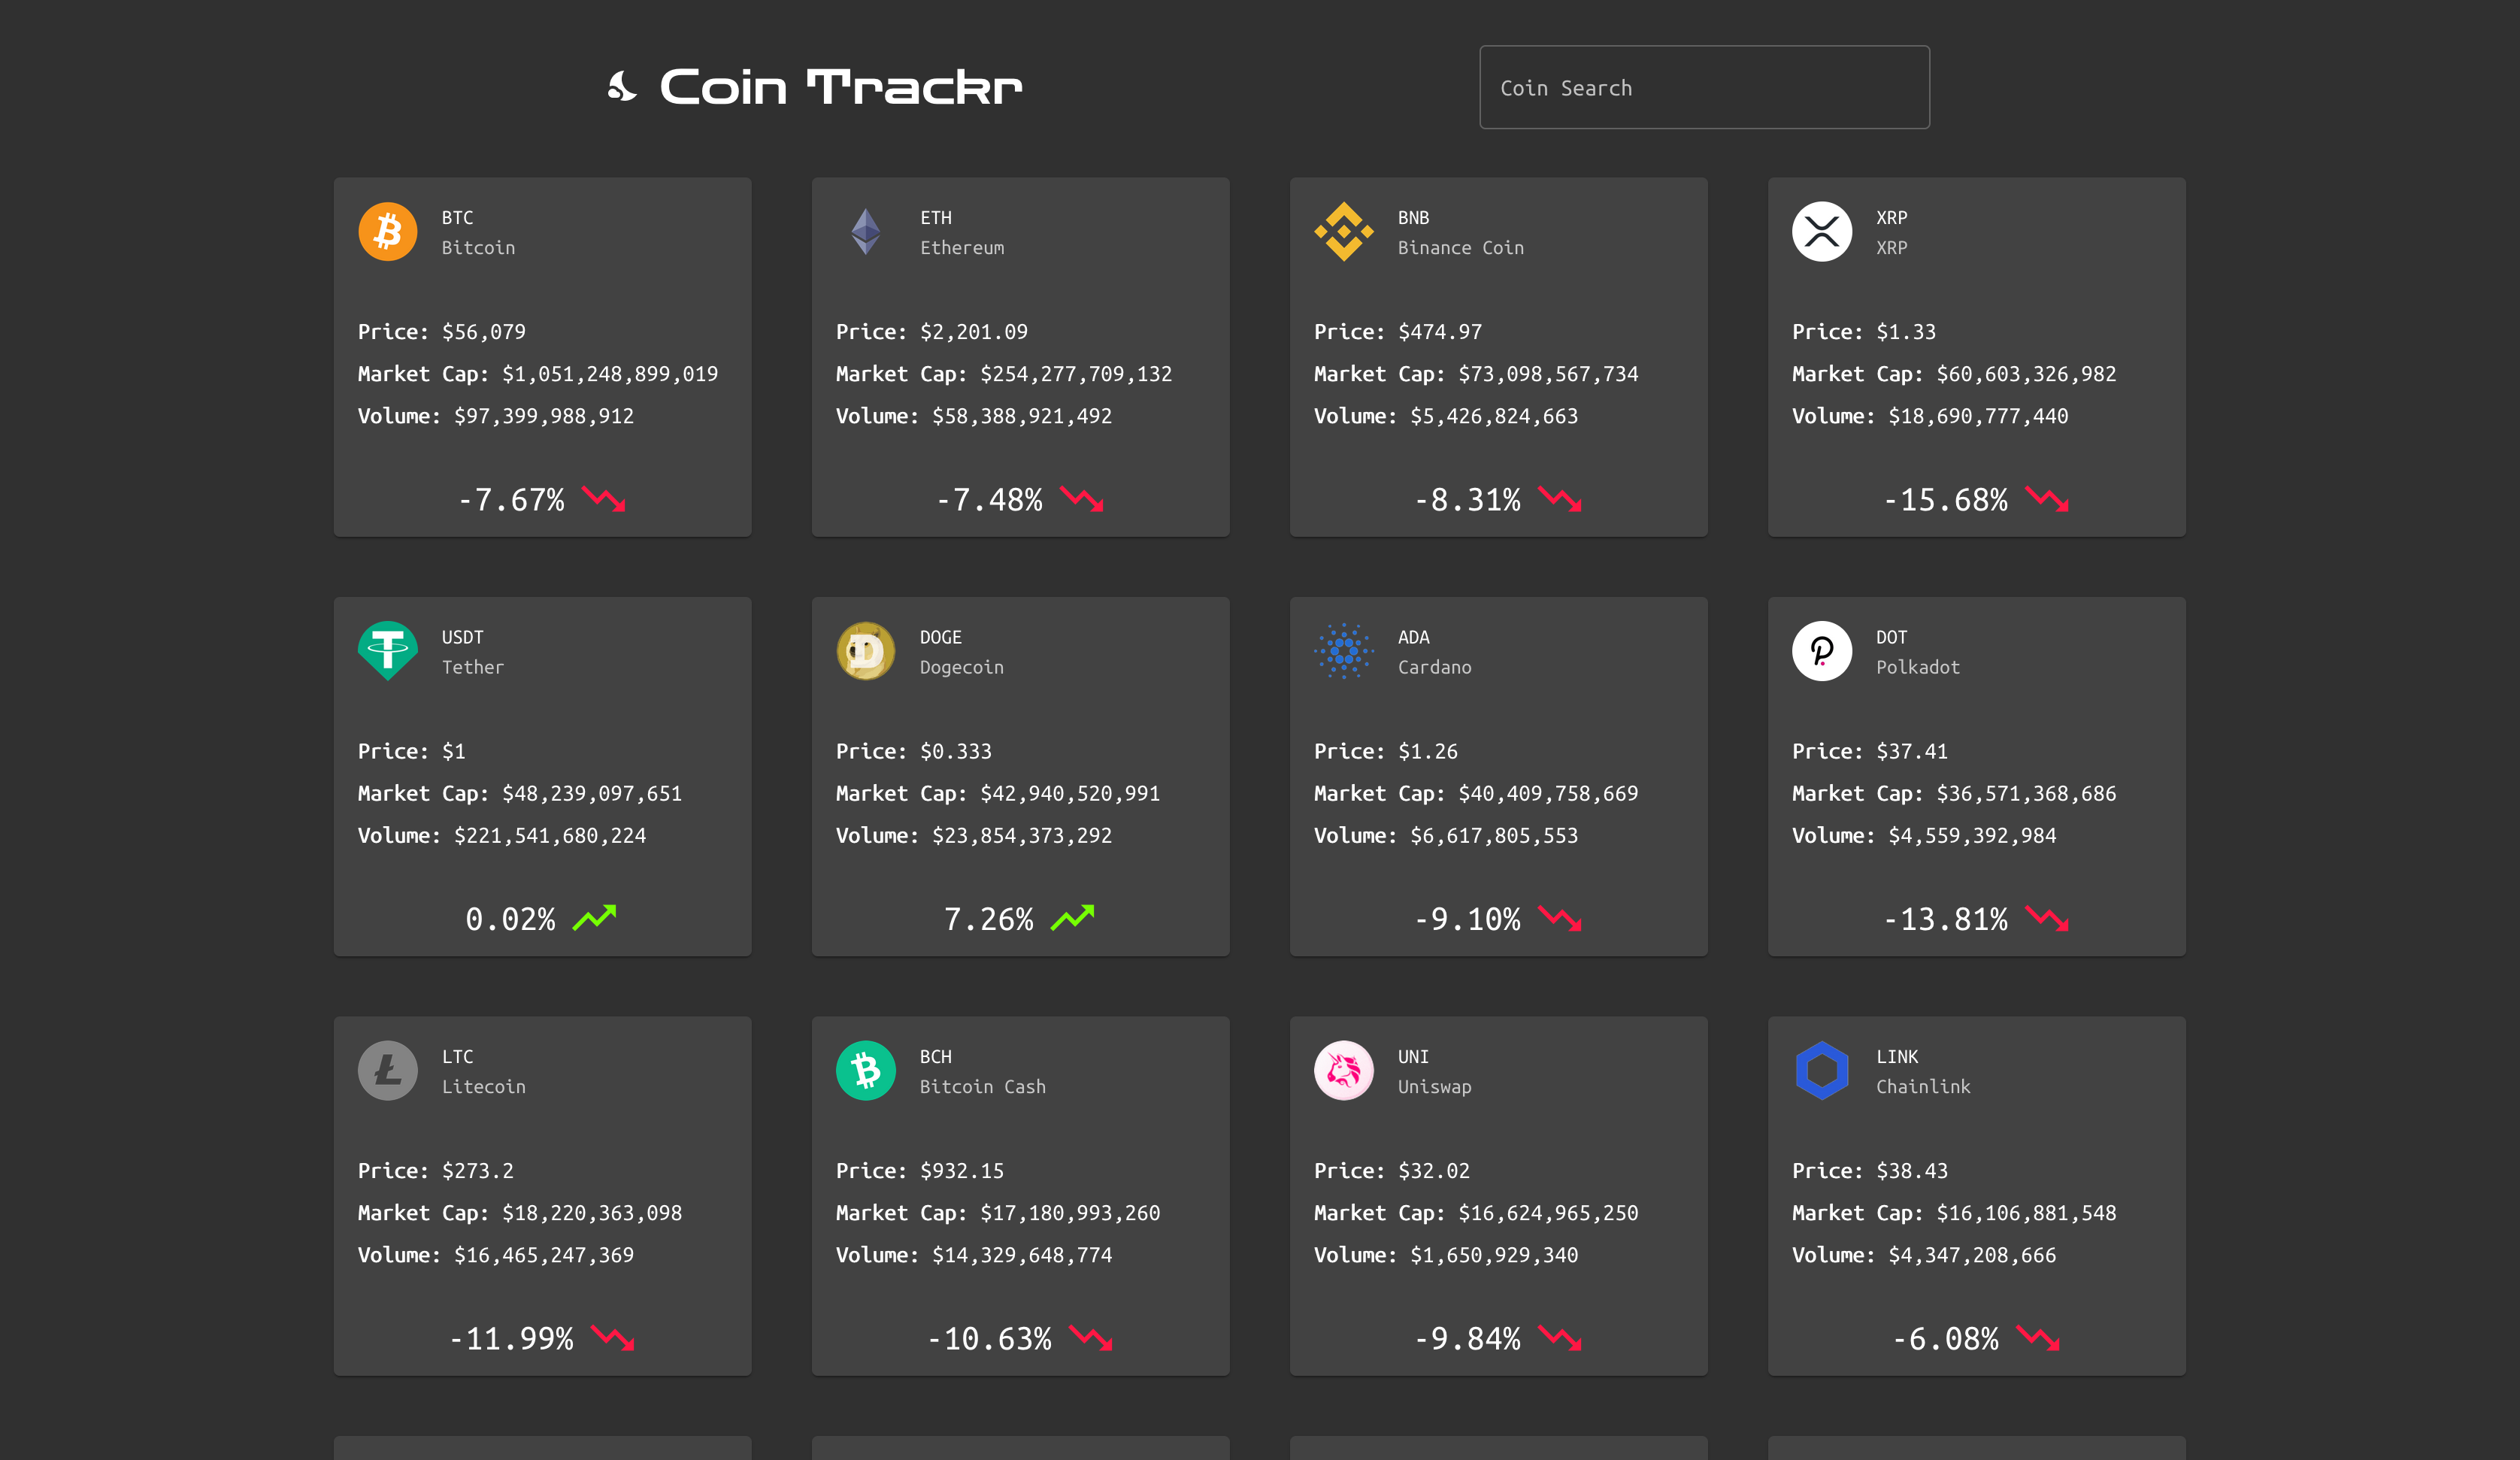 Coin Trackr
Coin Search
BTC
Bitcoin
Price: $56,079
Market Cap: $1,051,248,899,019
Volume: $97,399,988,912
-7.67%
ETH
Ethereum
Price: $2,201.09
Market Cap: $254,277,709,132
Volume: $58,388,921,492
-7.48%
BNB
Binance Coin
Price: $474.97
Market Cap: $73,098,567,734
Volume: $5,426,824,663
-8.31%
XRP
XRP
Price: $1.33
Market Cap: $60,603,326,982
Volume: $18,690,777,440
-15.68%
USDT
Tether
Price: $1
Market Cap: $48,239,097,651
Volume: $221,541,680,224
0.02%
DOGE
Dogecoin
Price: $0.333
Market Cap: $42,940,520,991
Volume: $23,854,373,292
7.26%
ADA
Cardano
Price: $1.26
Market Cap: $40,409,758,669
Volume: $6,617,805,553
-9.10%
DOT
Polkadot
Price: $37.41
Market Cap: $36,571,368,686
Volume: $4,559,392,984
-13.81%
LTC
Litecoin
Price: $273.2
Market Cap: $18,220,363,098
Volume: $16,465,247,369
-11.99%
BCH
Bitcoin Cash
Price: $932.15
Market Cap: $17,180,993,260
Volume: $14,329,648,774
-10.63%
UNI
Uniswap
Price: $32.02
Market Cap: $16,624,965,250
Volume: $1,650,929,340
-9.84%
LINK
Chainlink
Price: $38.43
Market Cap: $16,106,881,548
Volume: $4,347,208,666
-6.08%